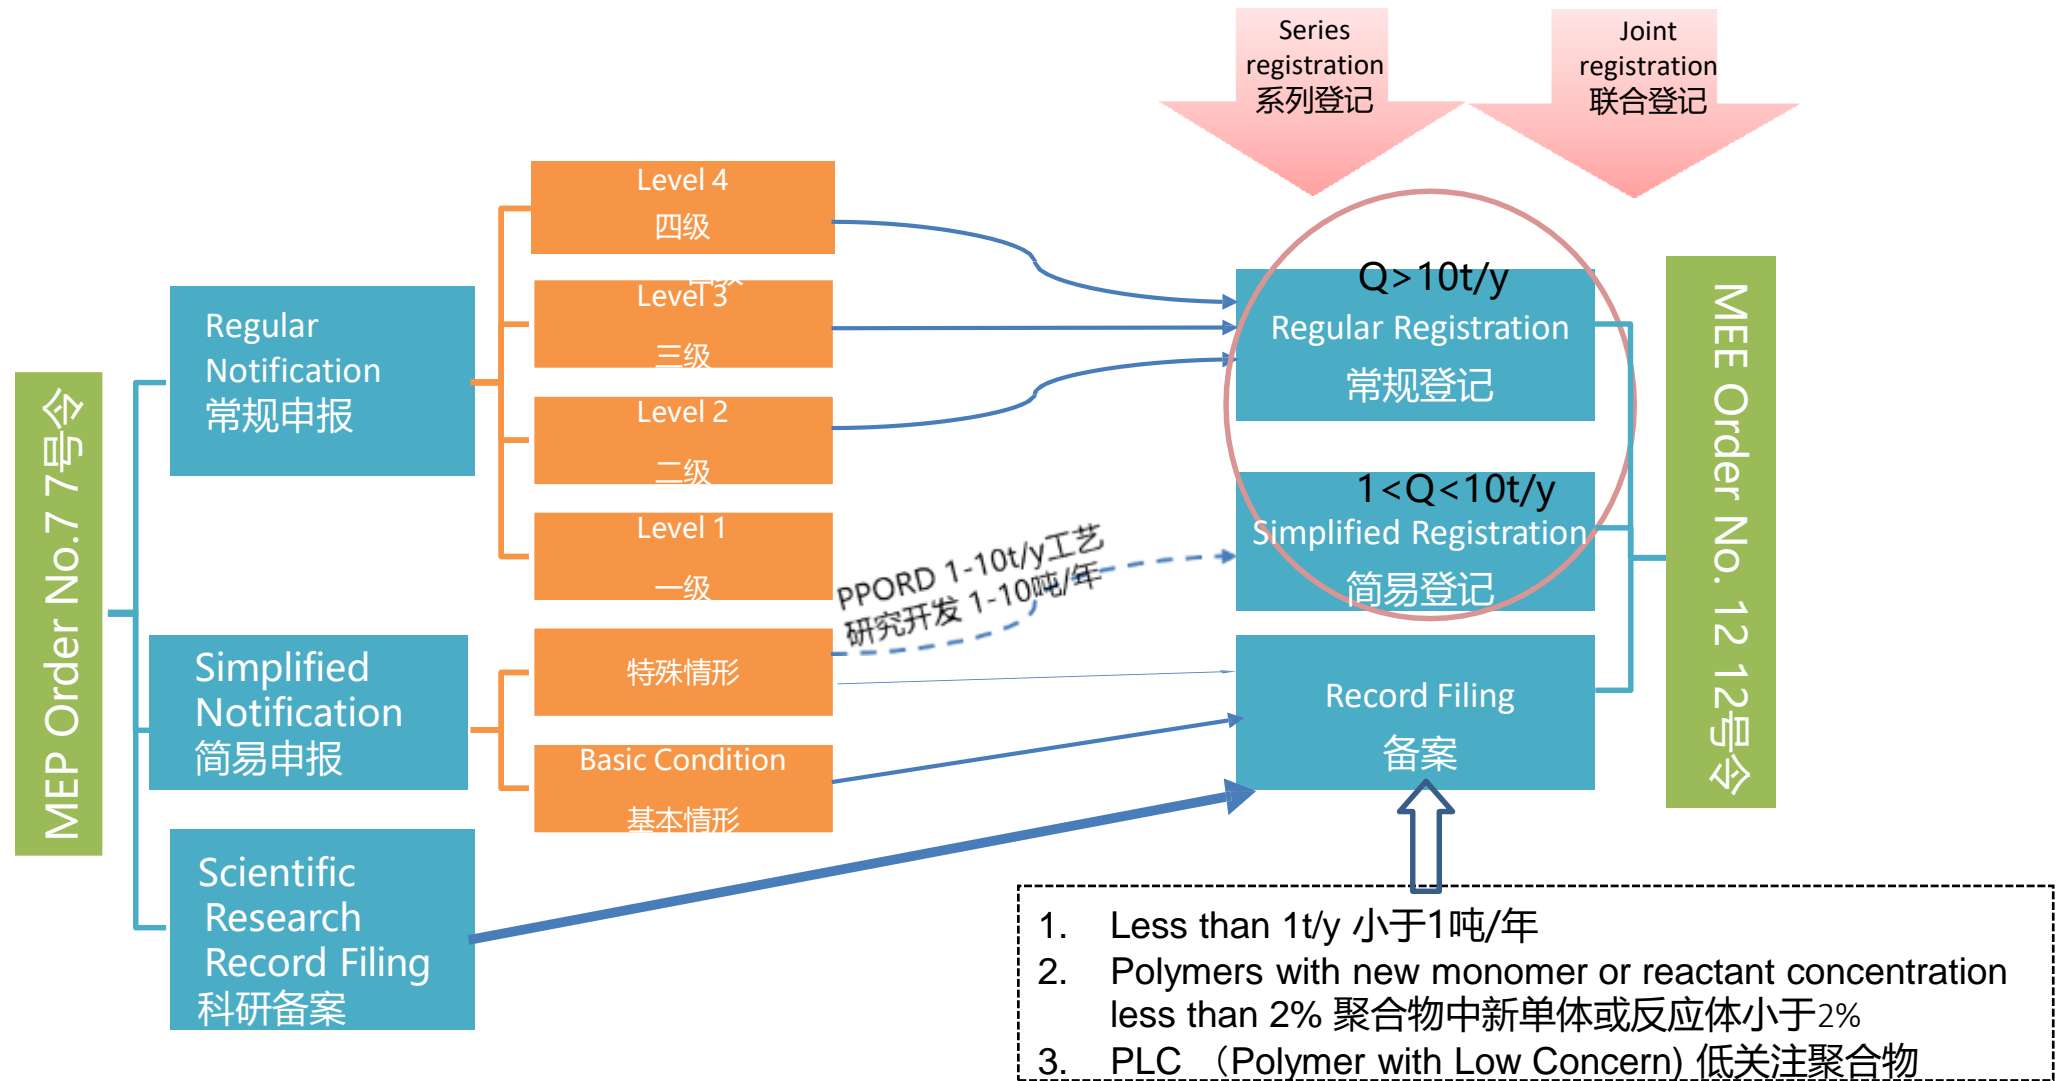 Series
registration
系列登记
Joint
registration
联合登记
Level 4
四级
Level 3
三级
Level 2
二级
Level 1
一级
特殊情形
Basic Condition
基本情形
Regular
Notification
常规申报
Simplified
Notification
简易申报
Scientific
Research
Record Filing
科研备案
MEP Order No.7 7号令
PPORD 1-10t/y工艺
研究开发 1-10吨/年
Q>10t/y
Regular Registration
常规登记
1<Q<10t/y
Simplified Registration
简易登记
Record Filing
备案
MEE Order No. 12 12号令
1. Less than 1t/y 小于1吨/年
2. Polymers with new monomer or reactant concentration
less than 2% 聚合物中新单体或反应体小于2%
3. PLC （Polymer with Low Concern) 低关注聚合物